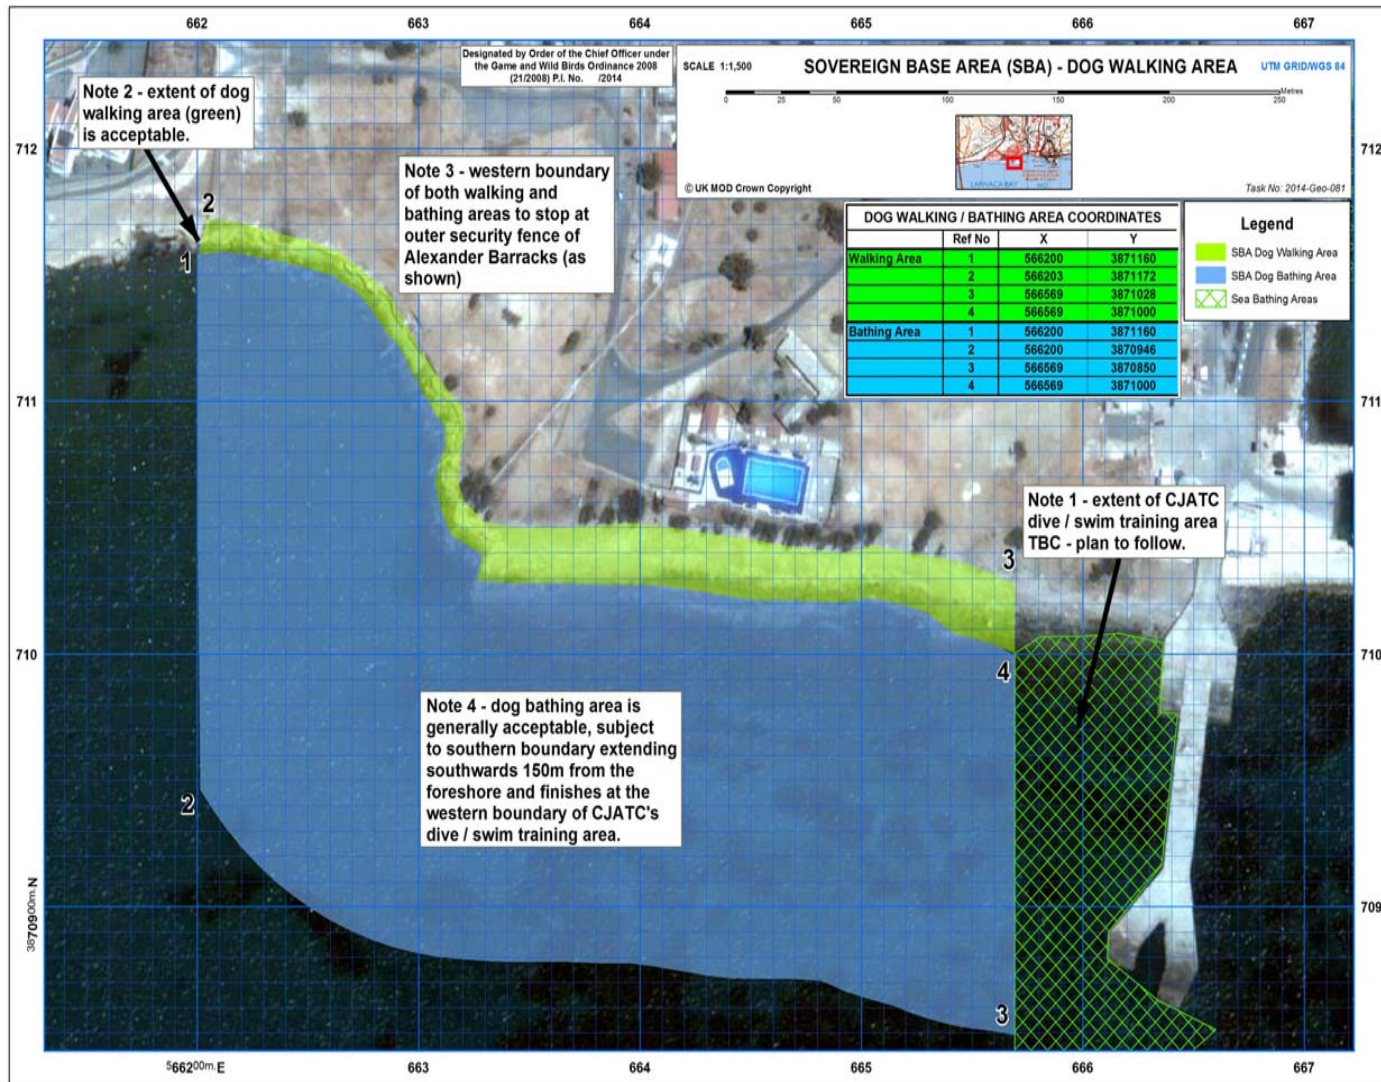 662 663 664 665 666 667
Designated by Order of the Chief Officer under
the Game and Wild Birds Ordinance 2008
(21/2008) P.I. No. /2014
SCALE 1:1,500
SOVEREIGN BASE AREA (SBA) - DOG WALKING AREA
UTM GRID/WGS 84
Metres
0 25 50 100 150 200 250
LARNACA BAY
© UK MOD Crown Copyright
Task No: 2014-Geo-081
Note 2 - extent of dog
walking area (green)
is acceptable.
712 712
Note 3 - western boundary
of both walking and
bathing areas to stop at
outer security fence of
Alexander Barracks (as
shown)
2
1
DOG WALKING / BATHING AREA COORDINATES
Ref No X Y
Walking Area 1 566200 3871160
2 566203 3871172
3 566569 3871028
4 566569 3871000
Bathing Area 1 566200 3871160
2 566200 3870946
3 566569 3870850
4 566569 3871000
Legend
SBA Dog Walking Area
SBA Dog Bathing Area
Sea Bathing Areas
711 711
Note 1 - extent of CJATC
dive / swim training area
TBC - plan to follow.
3
710 710
4
Note 4 - dog bathing area is
generally acceptable, subject
to southern boundary extending
southwards 150m from the
foreshore and finishes at the
western boundary of CJATC's
dive / swim training area.
2
3870900m.N
709
3
566200m.E 663 664 665 666 667